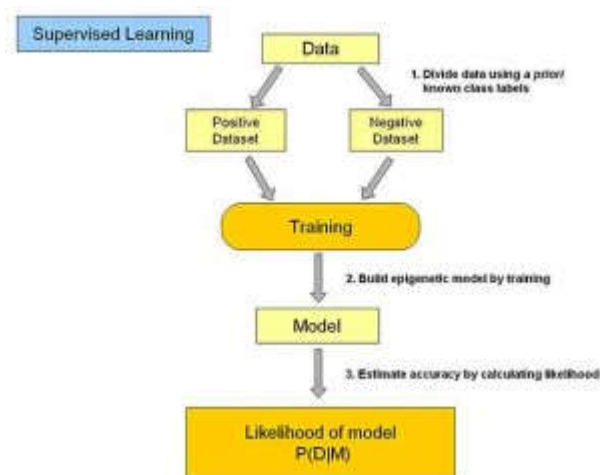 Supervised Learning
Data
1. Divide data using a priori
known class labels
Positive
Dataset
Negative
Dataset
Training
2. Build epigenetic model by training
Model
3. Estimate accuracy by calculating likelihood
Likelihood of model
P(D|M)